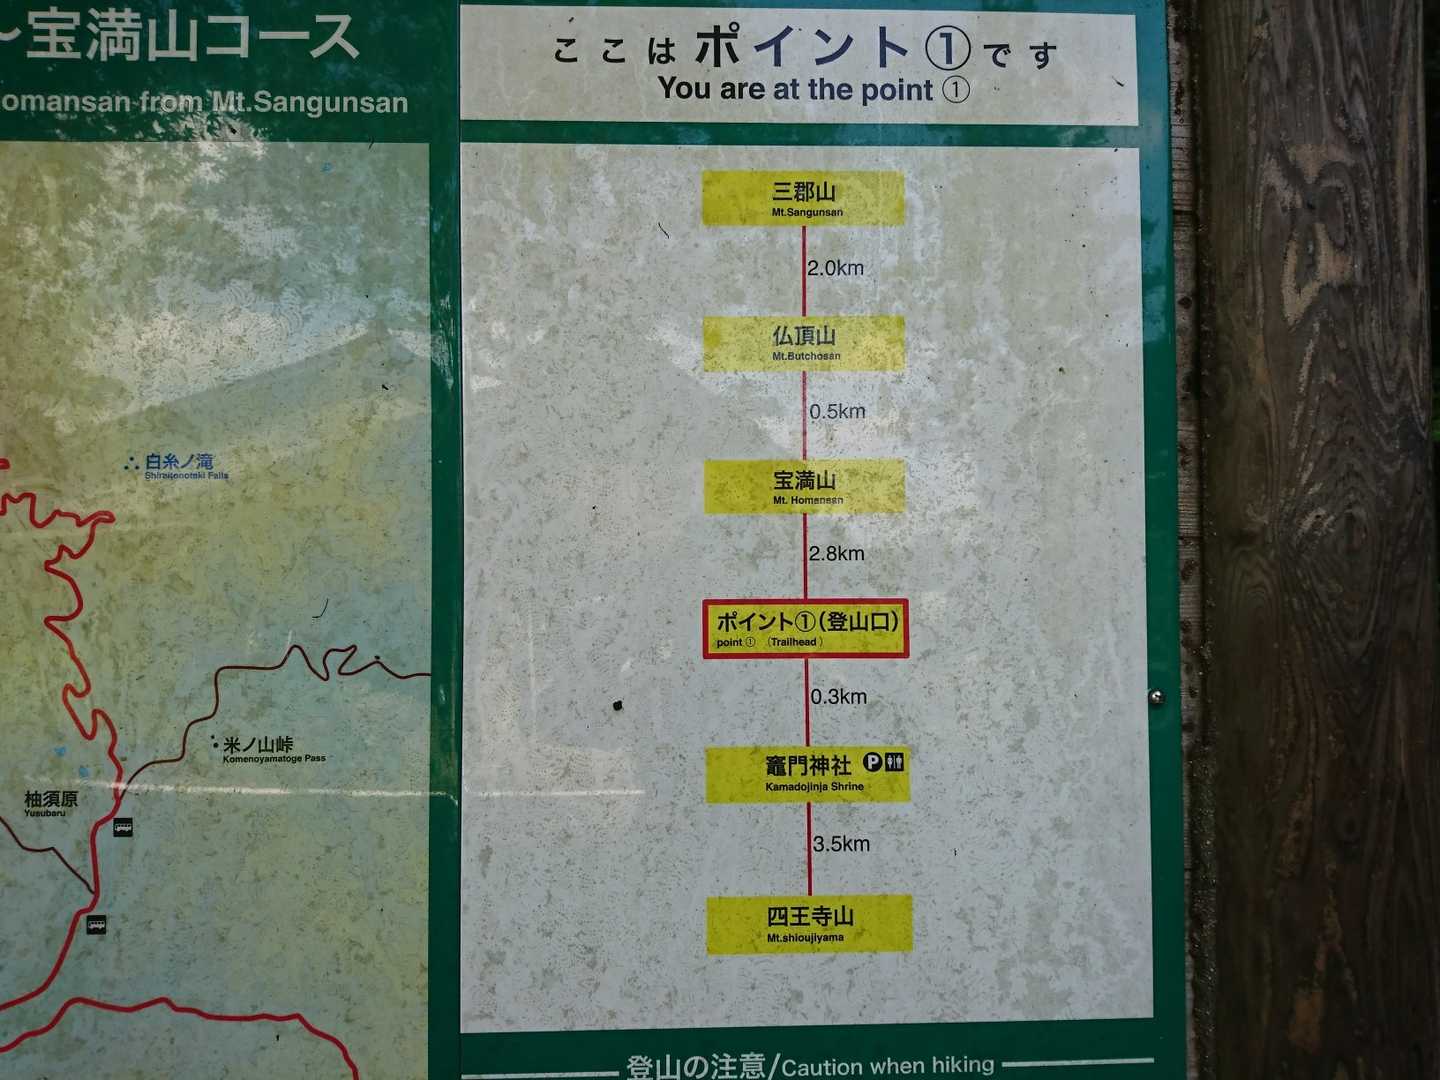 ～宝満山コース
omansan from Mt.Sangunsan
白糸ノ滝
Shiraitonotaki Falls
米ノ山峠
Komenoyamatoge Pass
柚須原
Yusubaru
ここはポイント①です
You are at the point ①
三郡山
Mt.Sangunsan
2.0km
仏頂山
Mt.Butchosan
0.5km
宝満山
Mt. Homansan
2.8km
ポイント①(登山口)
point ① (Trailhead)
0.3km
竈門神社 P
Kamadojinja Shrine
3.5km
四王寺山
Mt.shioujiyama
登山の注意/Caution when hiking